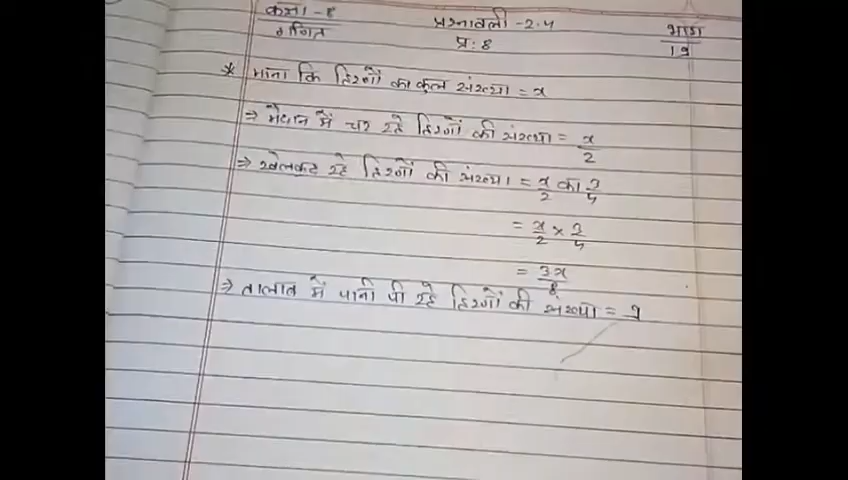 कक्षा-8 प्रश्नावली-2.4 भाग
गणित प्र:8 19
* माना कि हिरणों का कुल संख्या = x
⇒ मैदान में चर रहे हिरणों की संख्या = x/2
⇒ खेलकूद रहे हिरणों की संख्या = x/2 का 3/4
= x/2 × 3/4
= 3x/8
⇒ तालाब में पानी पी रहे हिरणों की संख्या = 9